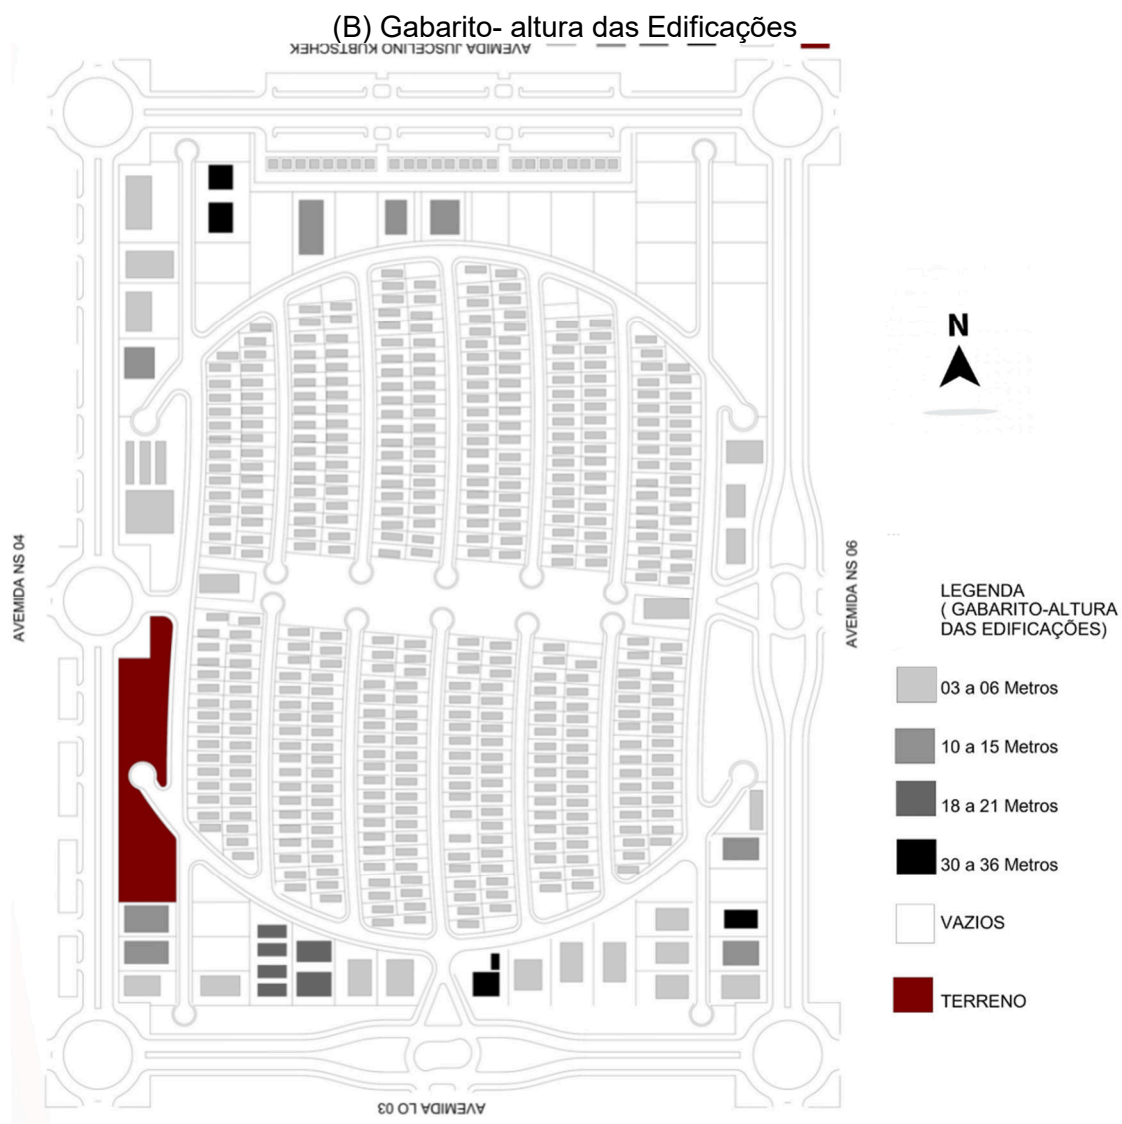 (B) Gabarito- altura das Edificações
AVEMIDA JUSCELINO KUBTSCHEK
N
AVEMIDA NS 04
AVEMIDA NS 06
LEGENDA
( GABARITO-ALTURA
DAS EDIFICAÇÕES)
03 a 06 Metros
10 a 15 Metros
18 a 21 Metros
30 a 36 Metros
VAZIOS
TERRENO
AVEMIDA LO 03